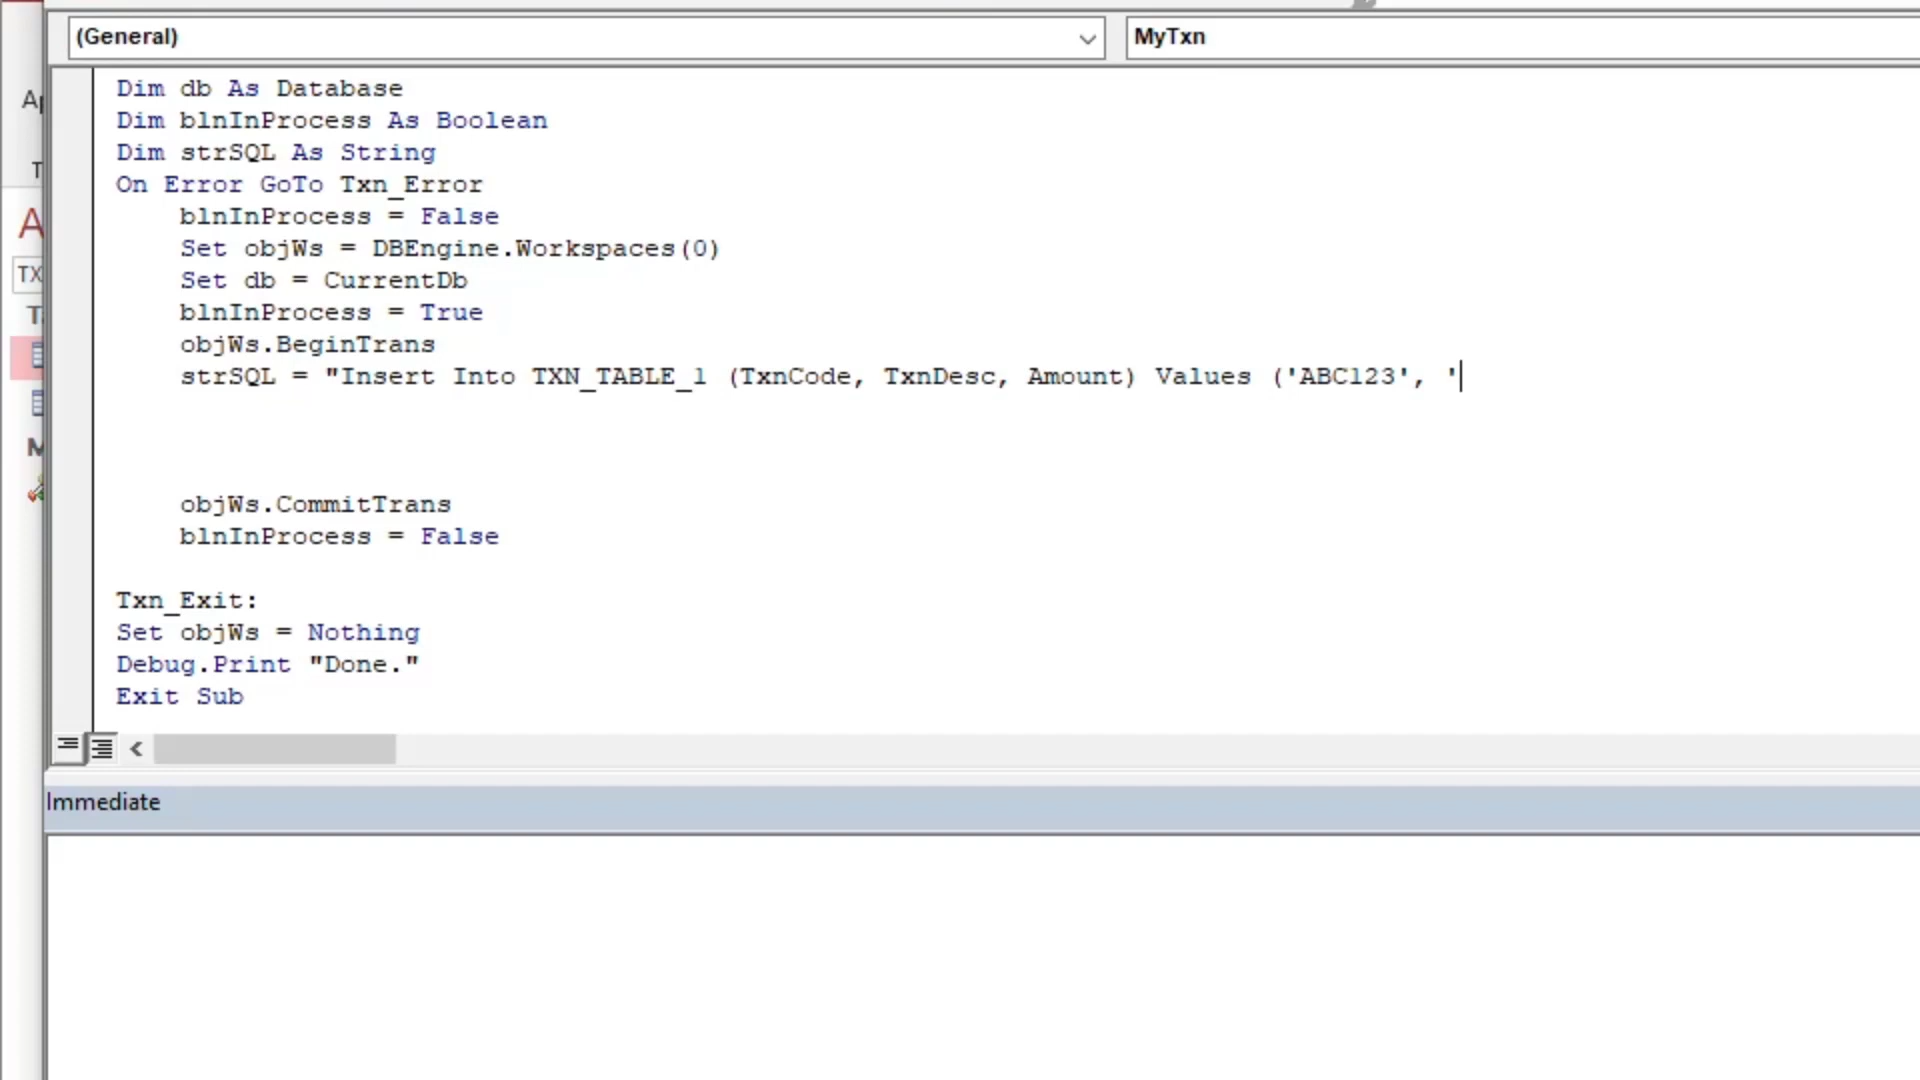 (General)
MyTxn
Dim db As Database
Dim blnInProcess As Boolean
Dim strSQL As String
On Error GoTo Txn_Error
blnInProcess = False
Set objWs = DBEngine.Workspaces(0)
Set db = CurrentDb
blnInProcess = True
objWs.BeginTrans
strSQL = "Insert Into TXN_TABLE_1 (TxnCode, TxnDesc, Amount) Values ('ABC123', '
objWs.CommitTrans
blnInProcess = False
Txn_Exit:
Set objWs = Nothing
Debug.Print "Done."
Exit Sub
Immediate